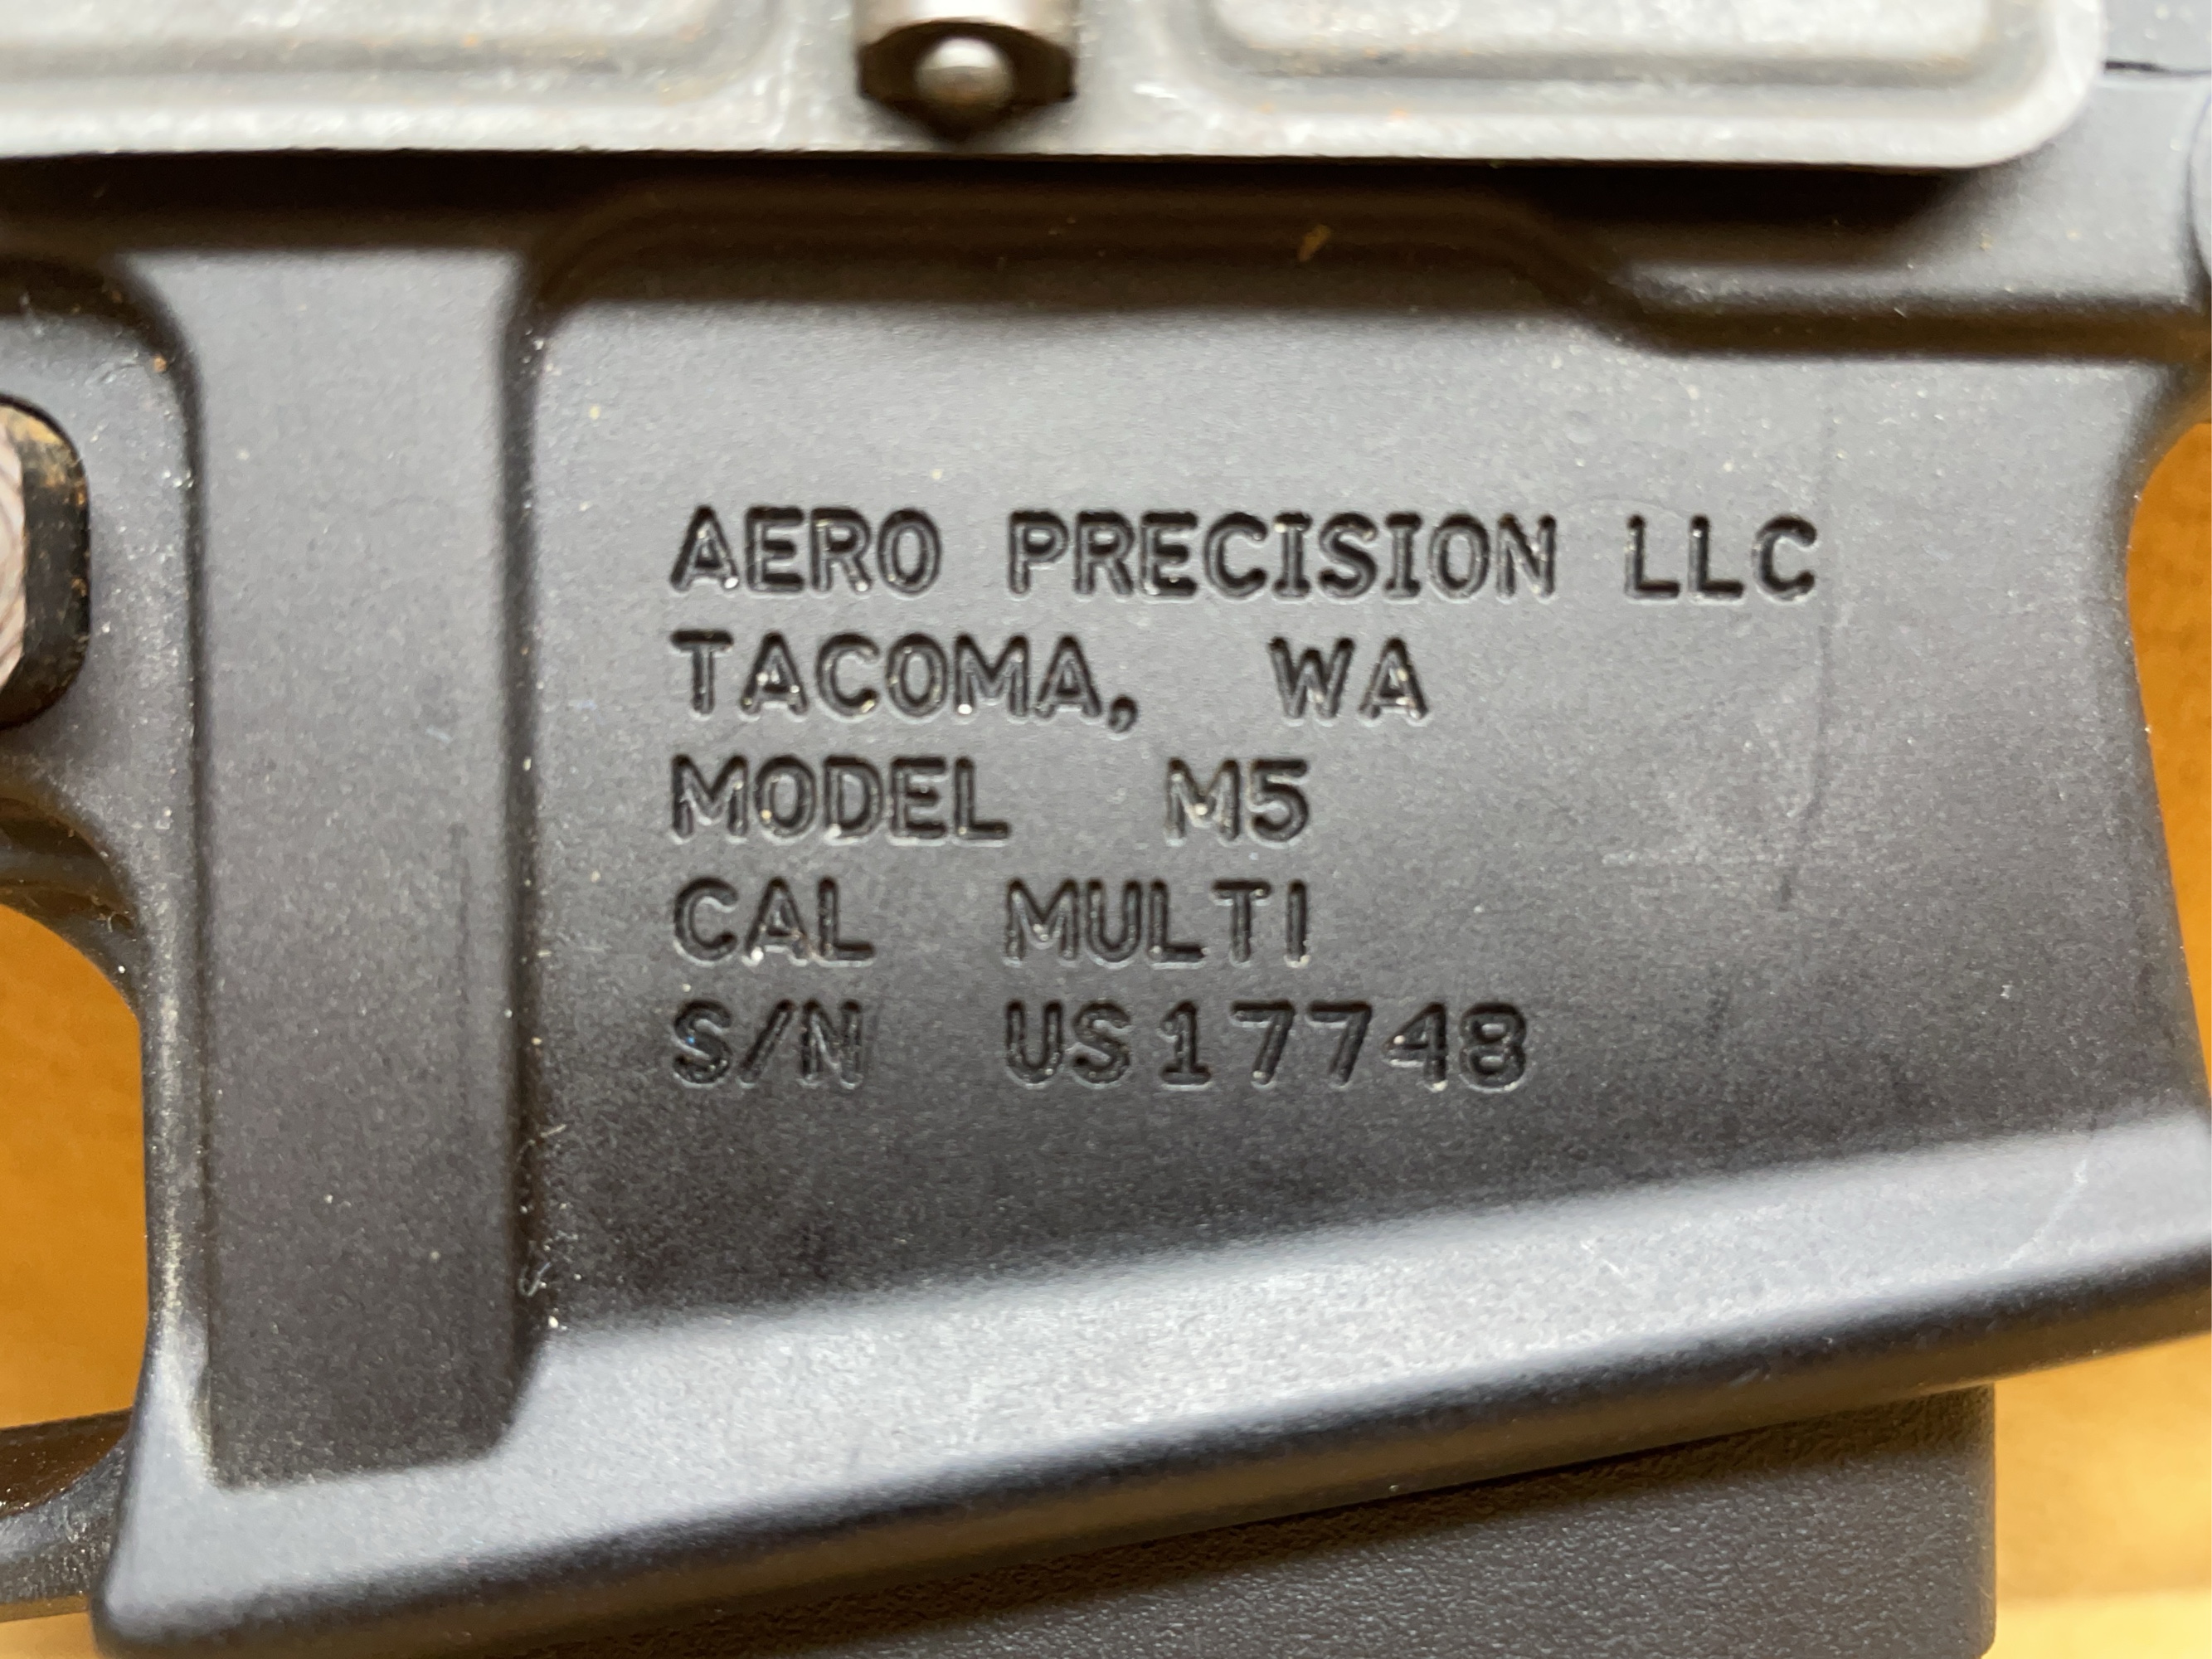 AERO PRECISION LLC
TACOMA, WA
MODEL M5
CAL MULTI
S/N US17748